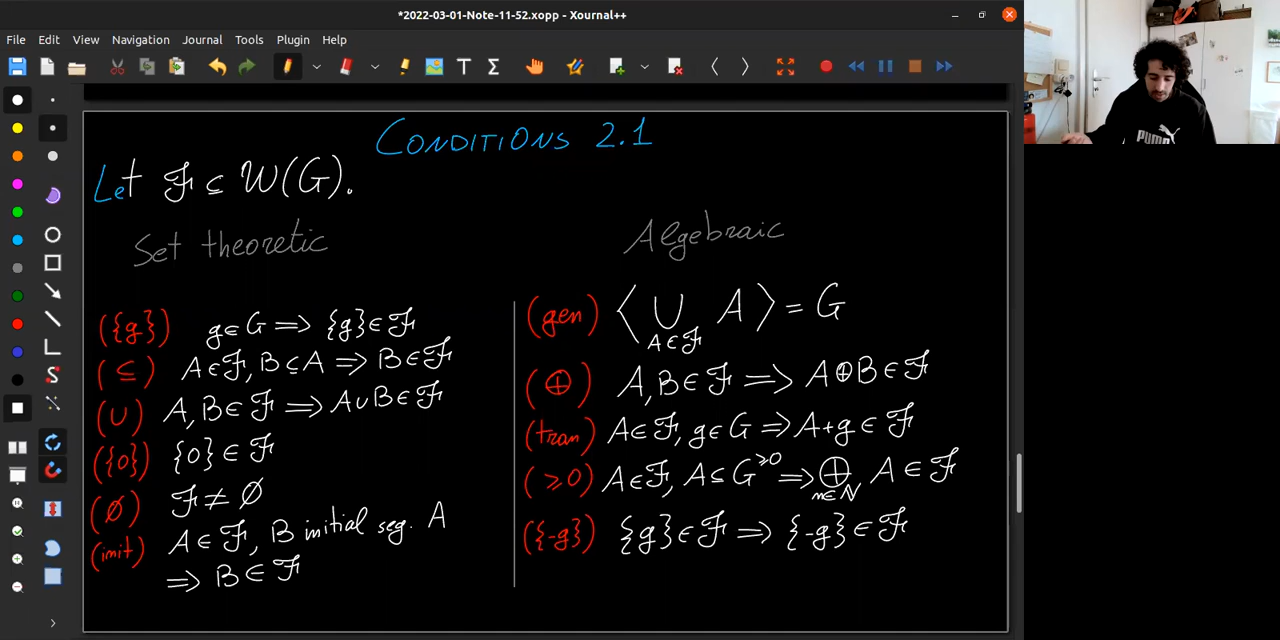 *2022-03-01-Note-11-52.xopp - Xournal++
File Edit View Navigation Journal Tools Plugin Help
CONDITIONS 2.1
Let ℱ ⊆ W(G).
Set theoretic
({g}) g∈G ⟹ {g}∈ℱ
(⊆) A∈ℱ, B⊆A ⟹ B∈ℱ
(∪) A, B∈ℱ ⟹ A∪B∈ℱ
({0}) {0}∈ℱ
(∅) ℱ≠∅
(init) A∈ℱ, B initial seg. A
⟹ B∈ℱ
Algebraic
(gen) ⟨ ⋃_{A∈ℱ} A ⟩ = G
(⊕) A, B∈ℱ ⟹ A⊕B∈ℱ
(tran) A∈ℱ, g∈G ⟹ A+g∈ℱ
(≥0) A∈ℱ, A⊆G^{≥0} ⟹ ⊕_{n∈ℕ} A∈ℱ
({-g}) {g}∈ℱ ⟹ {-g}∈ℱ
PUMA